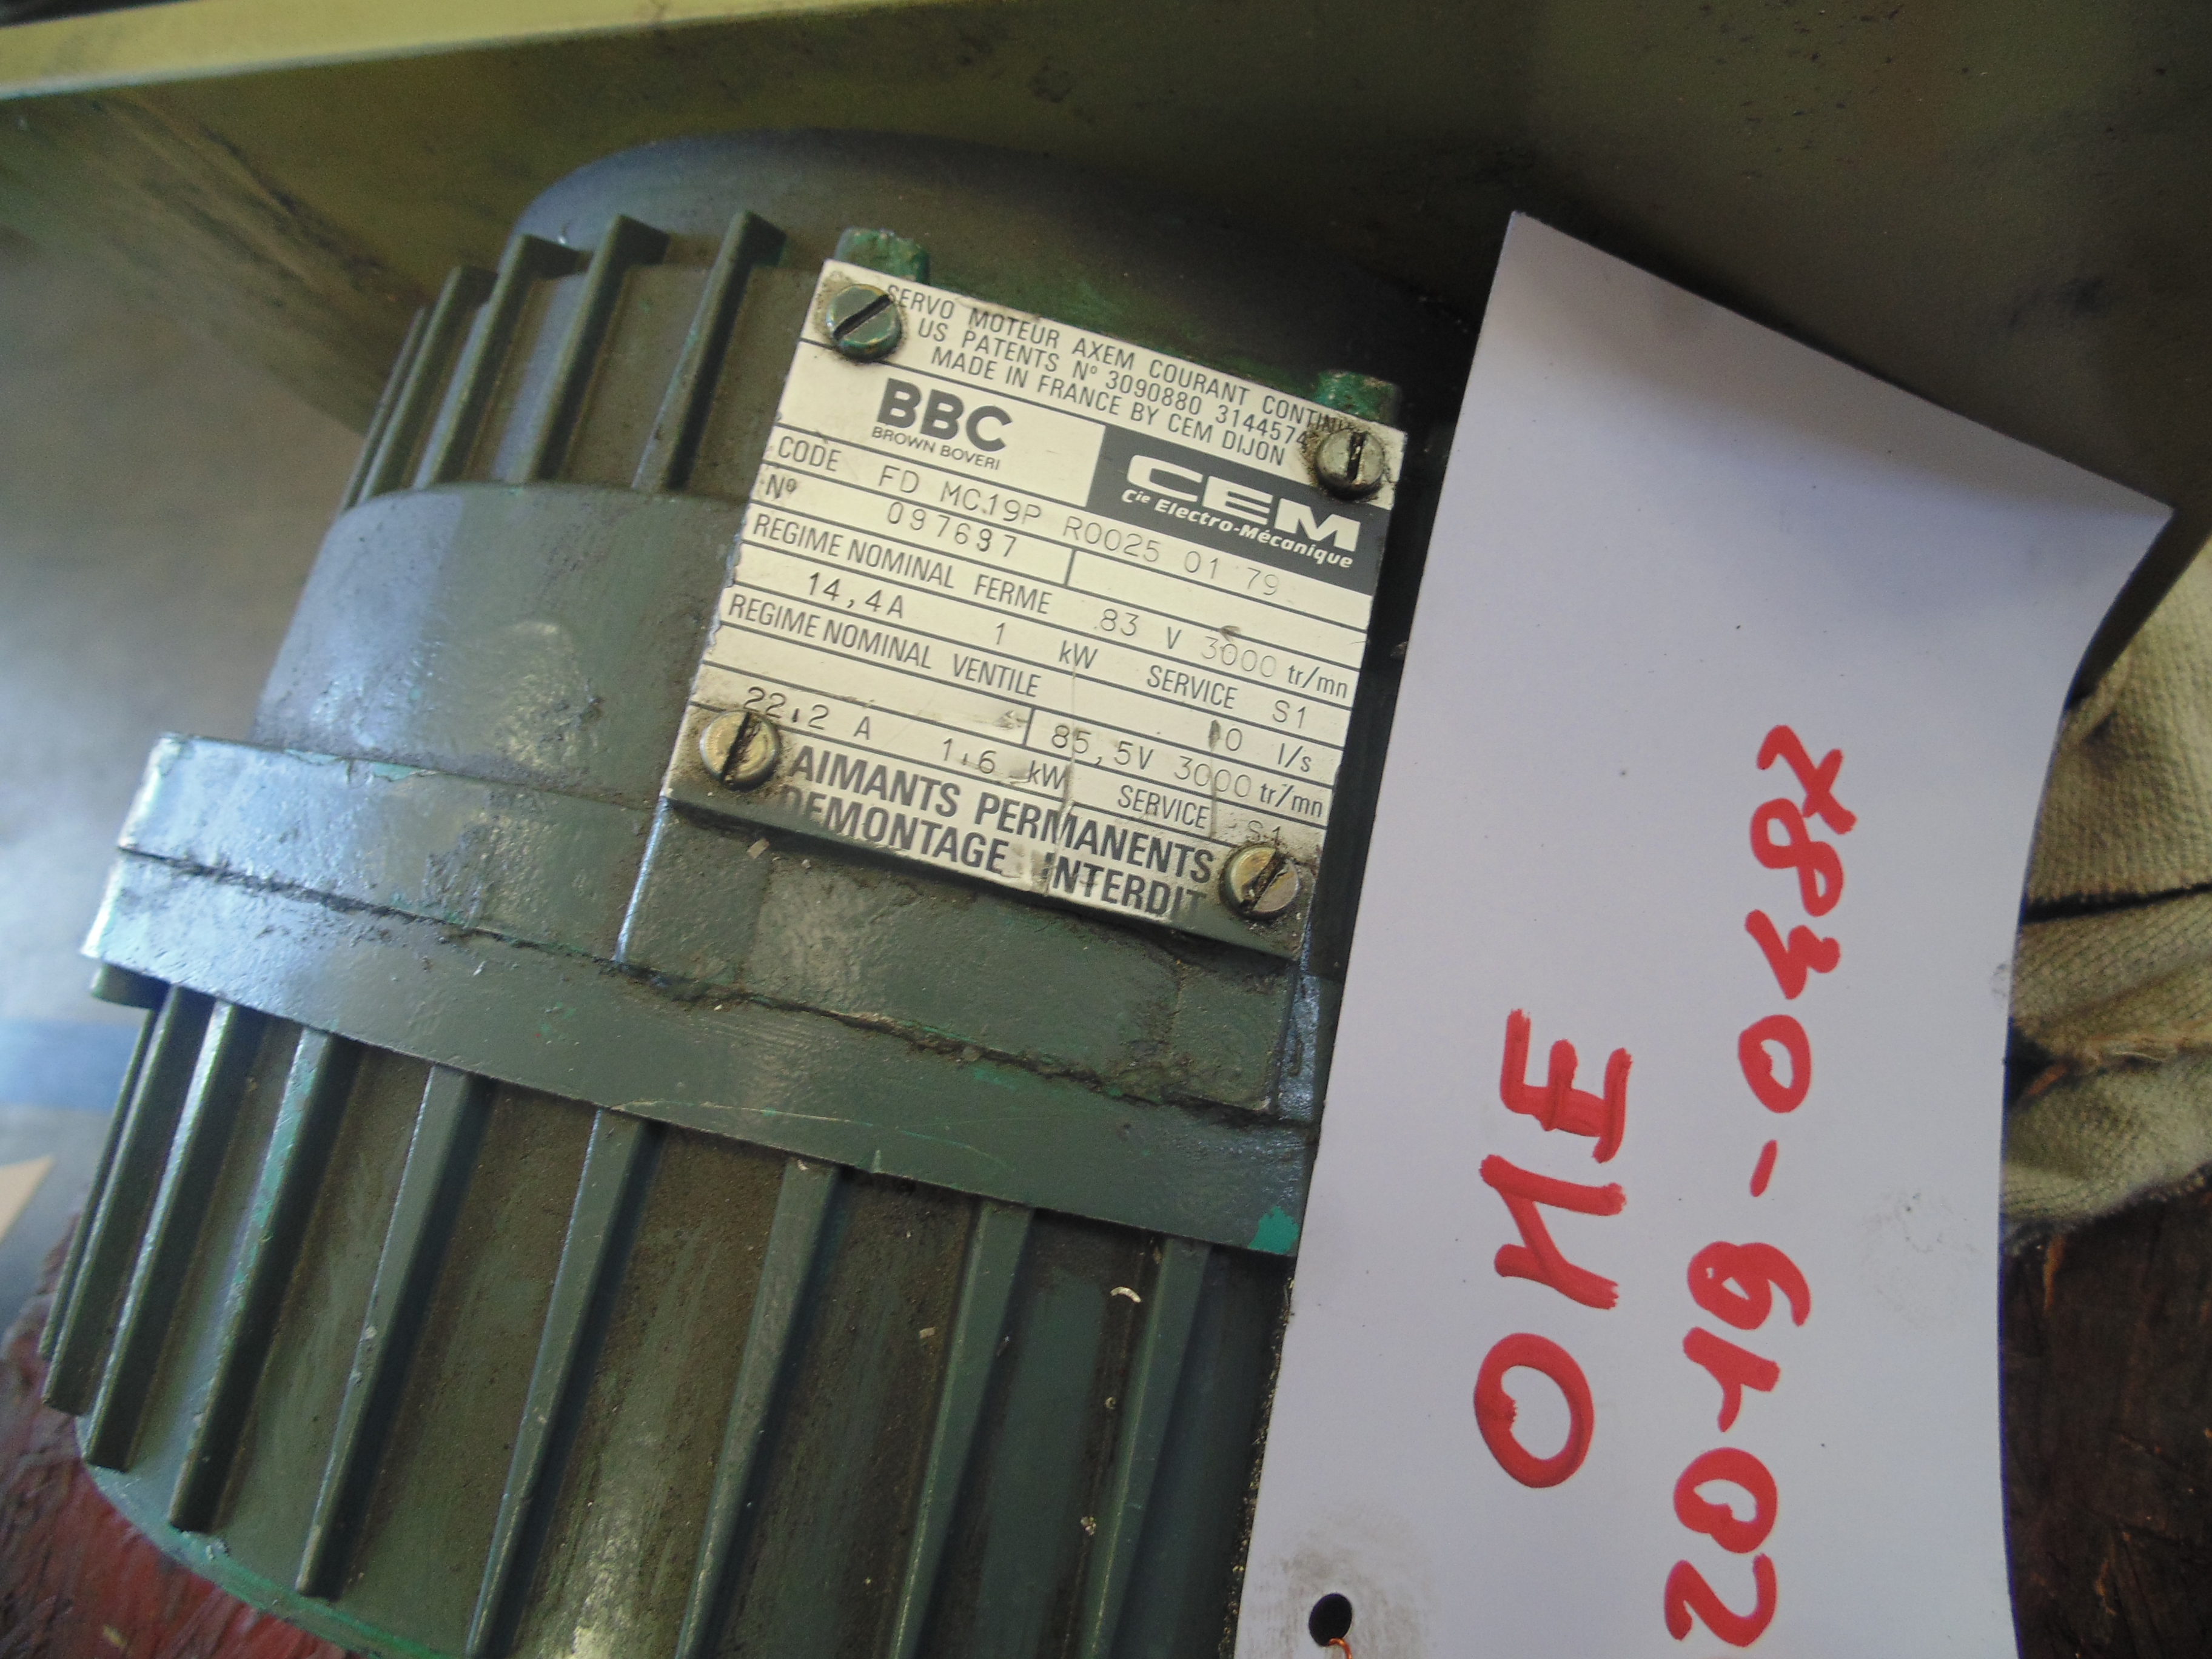 SERVO MOTEUR AXEM COURANT CONTINU
US PATENTS Nº 3090880 3144574
MADE IN FRANCE BY CEM DIJON
BBC
BROWN BOVERI
CEM
Cie Electro-Mécanique
CODE FD MC19P R0025 01 79
Nº 097697
REGIME NOMINAL FERME 83 V 3000 tr/mn
14,4A 1 kW SERVICE S1
REGIME NOMINAL VENTILE 10 l/s
22,2 A 85,5V 3000 tr/mn
1,6 kW SERVICE S1
AIMANTS PERMANENTS
DEMONTAGE INTERDIT
OME
2019-0487